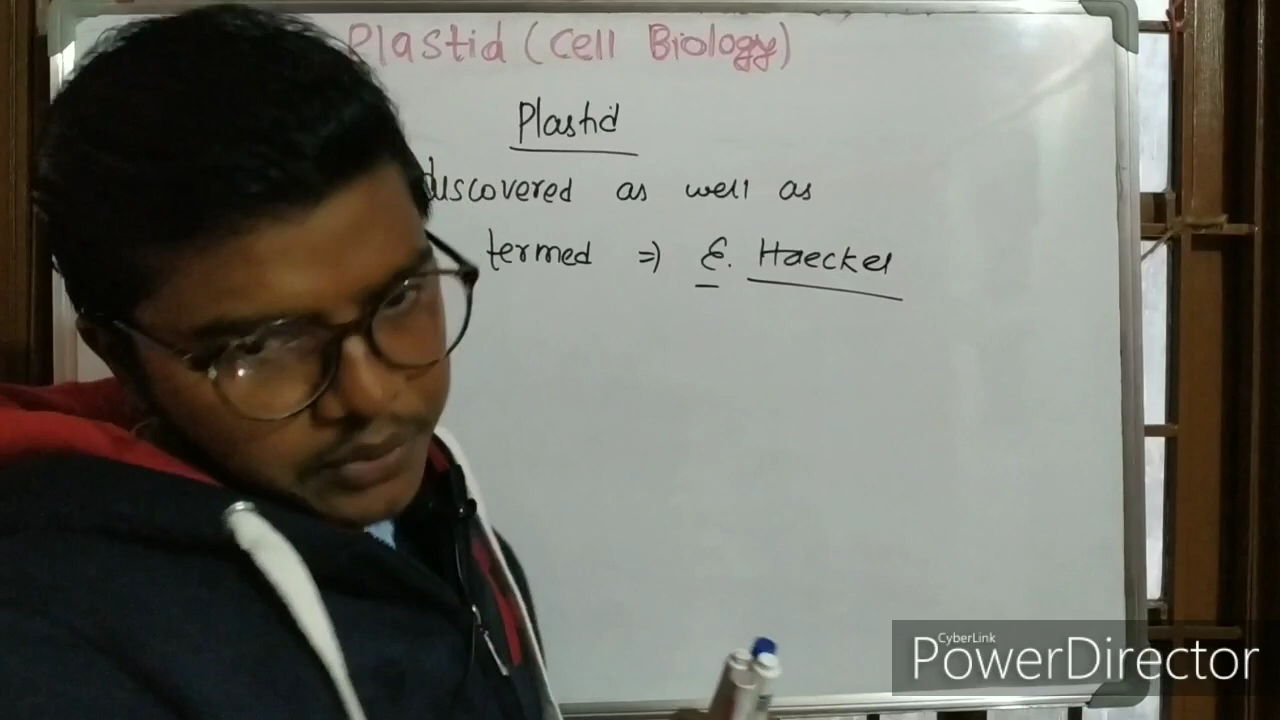 Plastid (Cell Biology)
Plastid
discovered as well as
termed => E. Haeckel
CyberLink
PowerDirector